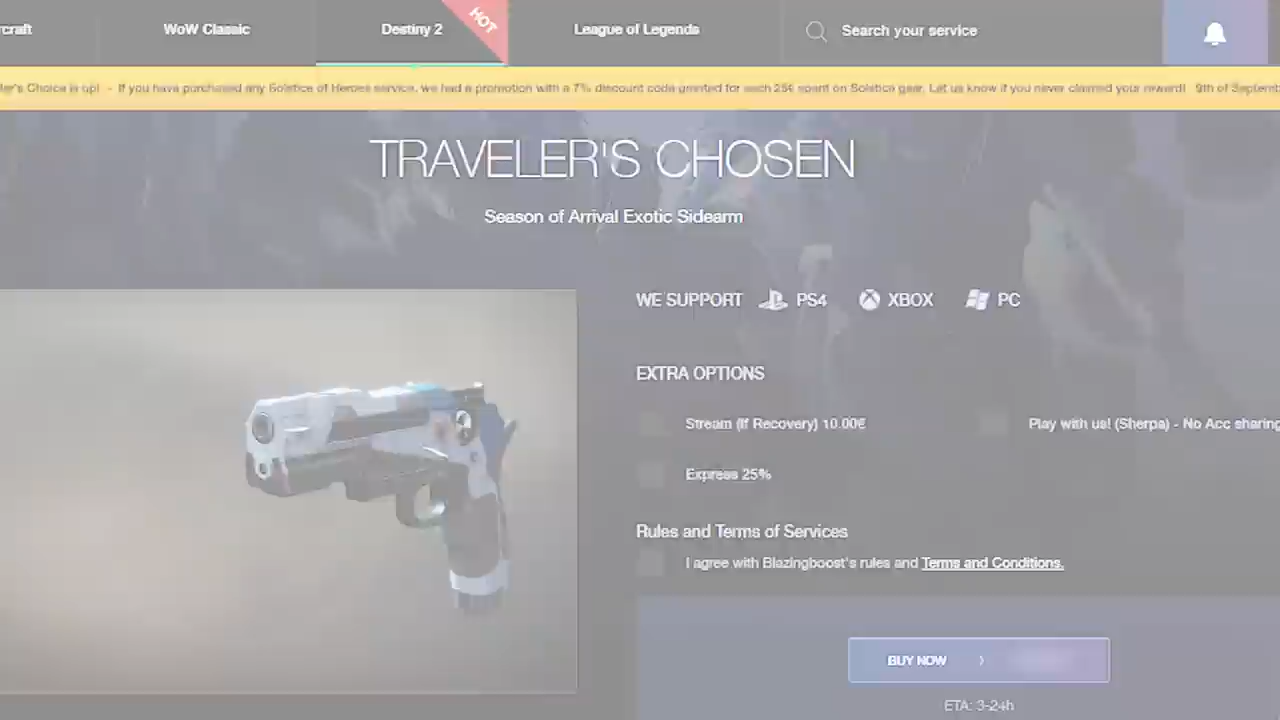 craft WoW Classic Destiny 2 HOT League of Legends Search your service
ler's Choice is up! - If you have purchased any Solstice of Heroes service, we had a promotion with a 7% discount code granted for each 25€ spent on Solstice gear. Let us know if you never claimed your reward! 9th of Septemb
TRAVELER'S CHOSEN
Season of Arrival Exotic Sidearm
WE SUPPORT PS4 XBOX PC
EXTRA OPTIONS
Stream (If Recovery) 10.00€ Play with us! (Sherpa) - No Acc sharing
Express 25%
Rules and Terms of Services
I agree with Blazingboost's rules and Terms and Conditions.
BUY NOW >
ETA: 3-24h